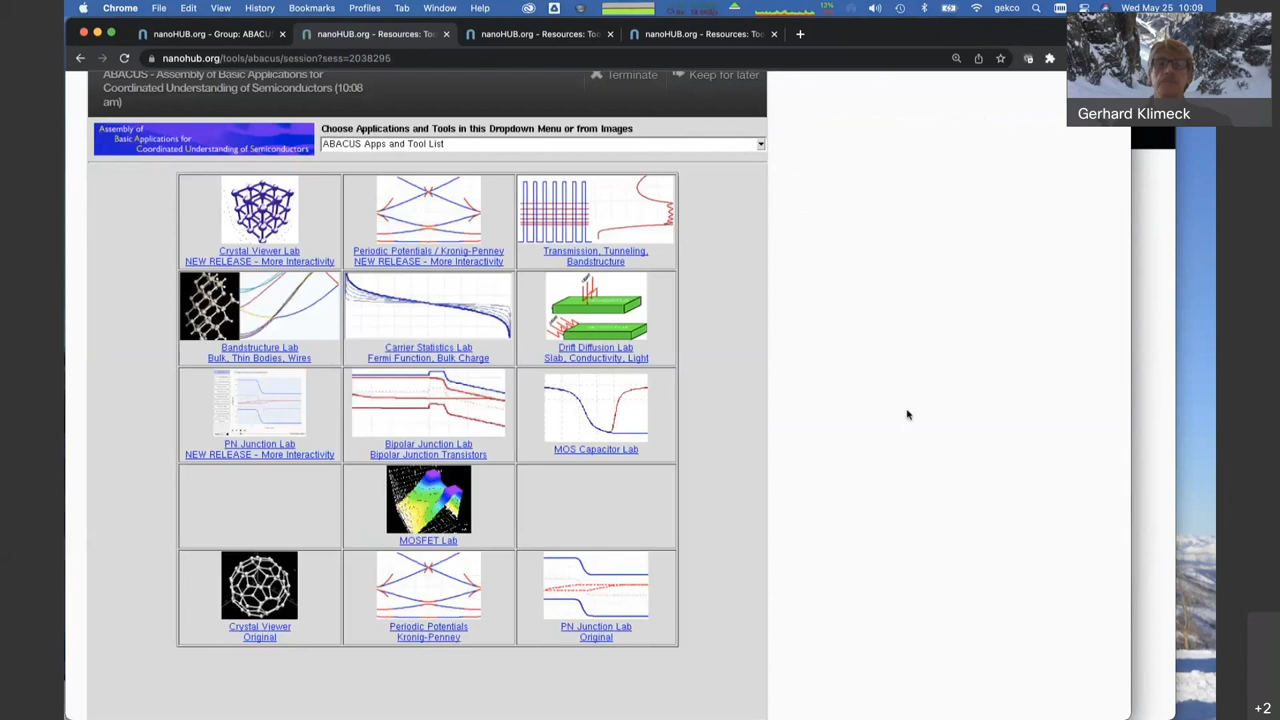 Chrome File Edit View History Bookmarks Profiles Tab Window Help 12% gekco Wed May 25 10:09
nanoHUB.org - Group: ABACU
nanoHUB.org - Resources: Too
nanoHUB.org - Resources: Too
nanoHUB.org - Resources: Too
nanohub.org/tools/abacus/session?sess=2038295
Gerhard Klimeck
ABACUS - Assembly of Basic Applications for
Coordinated Understanding of Semiconductors (10:08
am)
Terminate
Keep for later
Assembly of
Basic Applications for
Coordinated Understanding of Semiconductors
Choose Applications and Tools in this Dropdown Menu or from Images
ABACUS Apps and Tool List
Crystal Viewer Lab
NEW RELEASE - More Interactivity
Periodic Potentials / Kronig-Penney
NEW RELEASE - More Interactivity
Transmission, Tunneling,
Bandstructure
Bandstructure Lab
Bulk, Thin Bodies, Wires
Carrier Statistics Lab
Fermi Function, Bulk Charge
Drift Diffusion Lab
Slab, Conductivity, Light
PN Junction Lab
NEW RELEASE - More Interactivity
Bipolar Junction Lab
Bipolar Junction Transistors
MOS Capacitor Lab
MOSFET Lab
Crystal Viewer
Original
Periodic Potentials
Kronig-Penney
PN Junction Lab
Original
+2